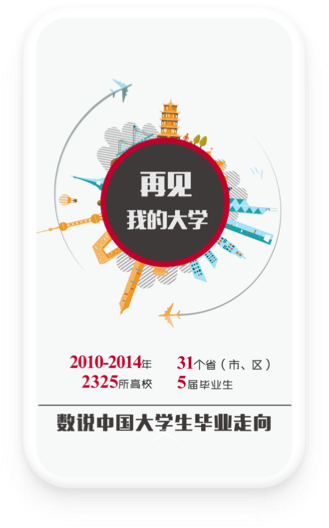 再见
我的大学
2010-2014年 31个省（市、区）
2325所高校 5届毕业生
数说中国大学生毕业走向